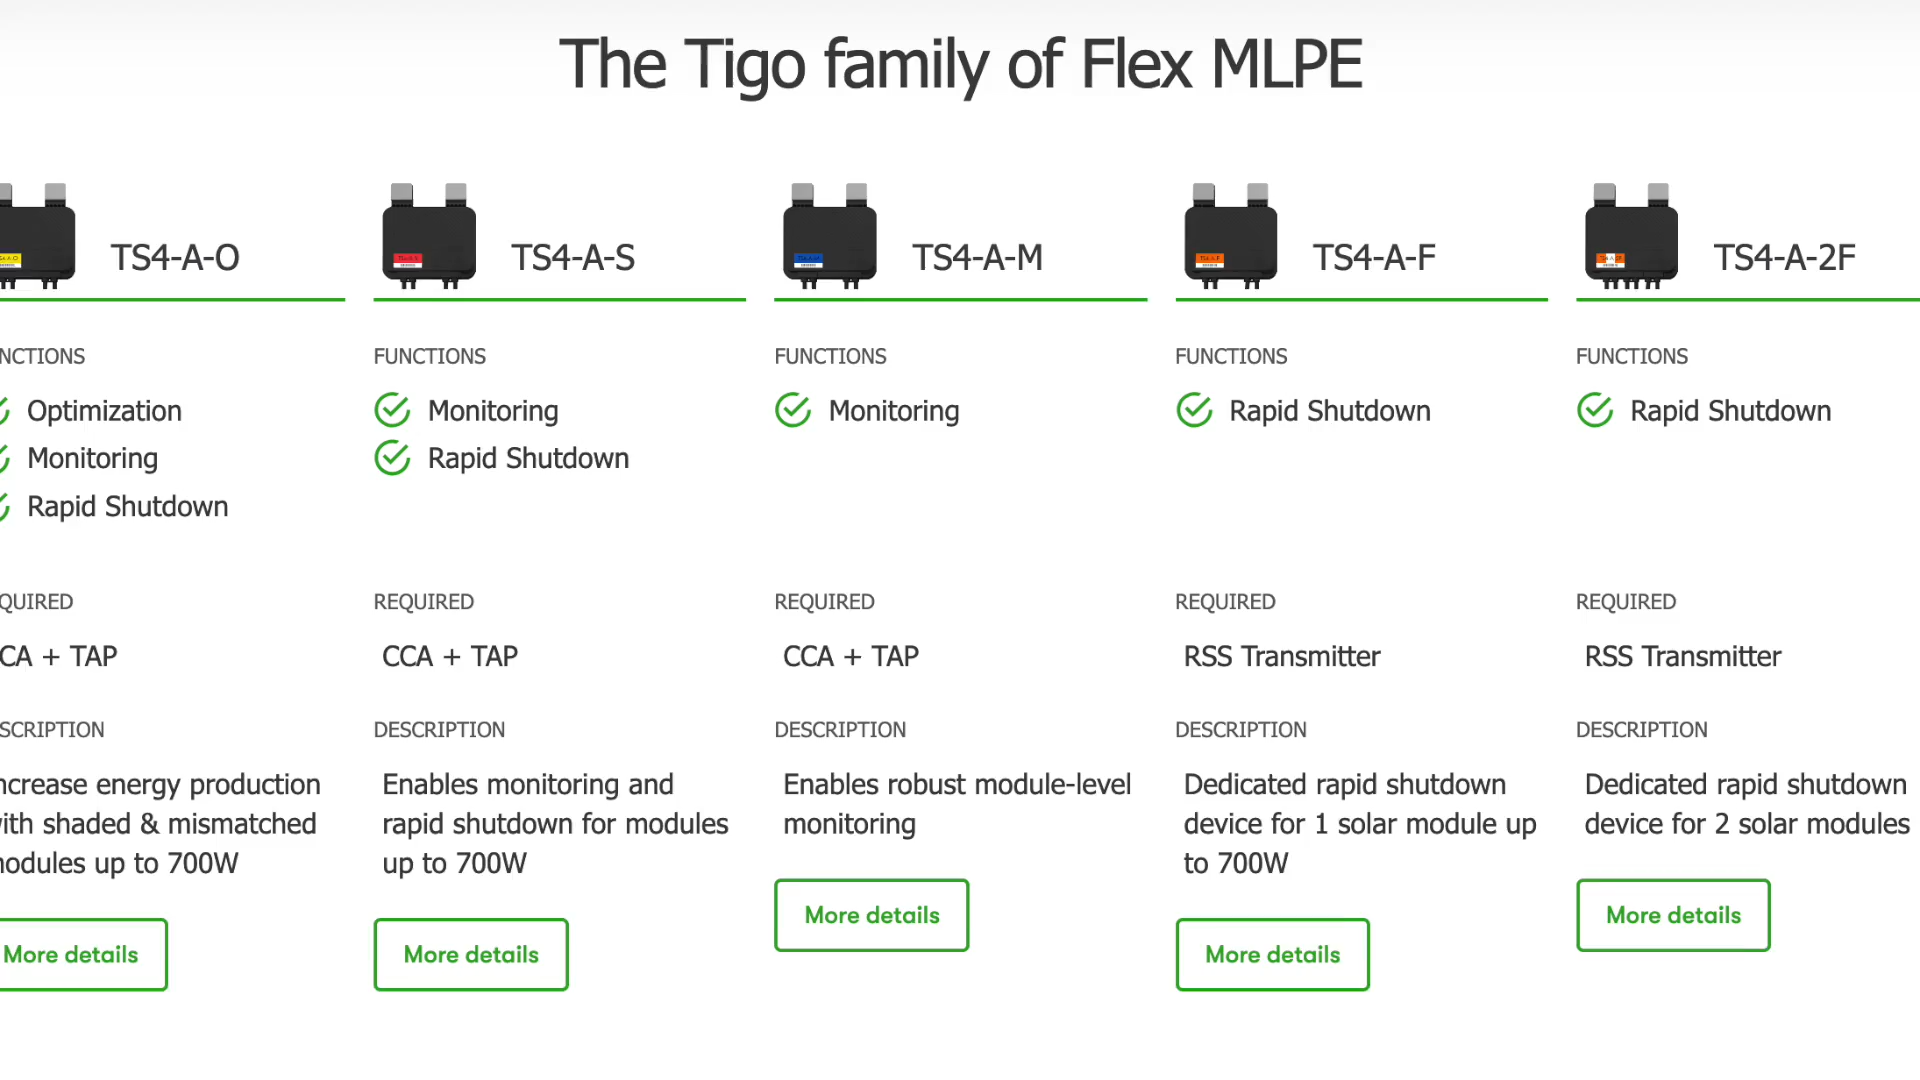 The Tigo family of Flex MLPE
TS4-A-O
NCTIONS
Optimization
Monitoring
Rapid Shutdown
QUIRED
CA + TAP
SCRIPTION
ncrease energy production
ith shaded & mismatched
odules up to 700W
More details
TS4-A-S
FUNCTIONS
Monitoring
Rapid Shutdown
REQUIRED
CCA + TAP
DESCRIPTION
Enables monitoring and
rapid shutdown for modules
up to 700W
More details
TS4-A-M
FUNCTIONS
Monitoring
REQUIRED
CCA + TAP
DESCRIPTION
Enables robust module-level
monitoring
More details
TS4-A-F
FUNCTIONS
Rapid Shutdown
REQUIRED
RSS Transmitter
DESCRIPTION
Dedicated rapid shutdown
device for 1 solar module up
to 700W
More details
TS4-A-2F
FUNCTIONS
Rapid Shutdown
REQUIRED
RSS Transmitter
DESCRIPTION
Dedicated rapid shutdown
device for 2 solar modules
More details